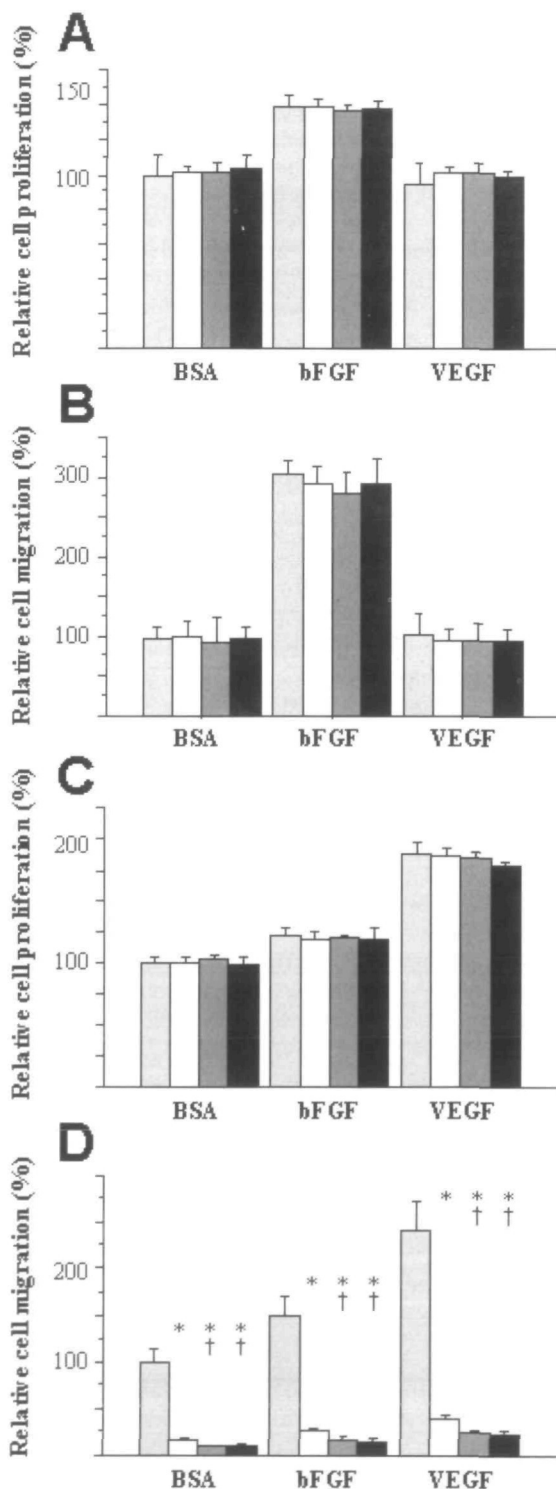 A
Relative cell proliferation (%)
150
100
BSA bFGF VEGF
B
Relative cell migration (%)
300
200
100
BSA bFGF VEGF
C
Relative cell proliferation (%)
200
100
BSA bFGF VEGF
D
Relative cell migration (%)
200
100
* * *
† †
* * *
† †
* * *
† †
BSA bFGF VEGF